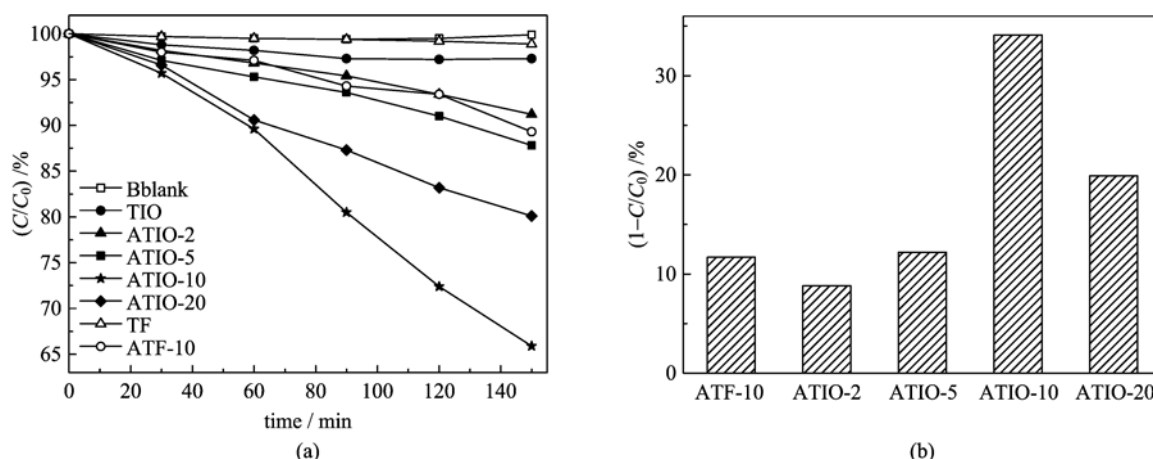 100
95
90
85
80
75
70
65
(C/C₀) /%
Bblank
TIO
ATIO-2
ATIO-5
ATIO-10
ATIO-20
TF
ATF-10
0 20 40 60 80 100 120 140
time / min
(a)
30
20
10
0
(1–C/C₀) /%
ATF-10 ATIO-2 ATIO-5 ATIO-10 ATIO-20
(b)